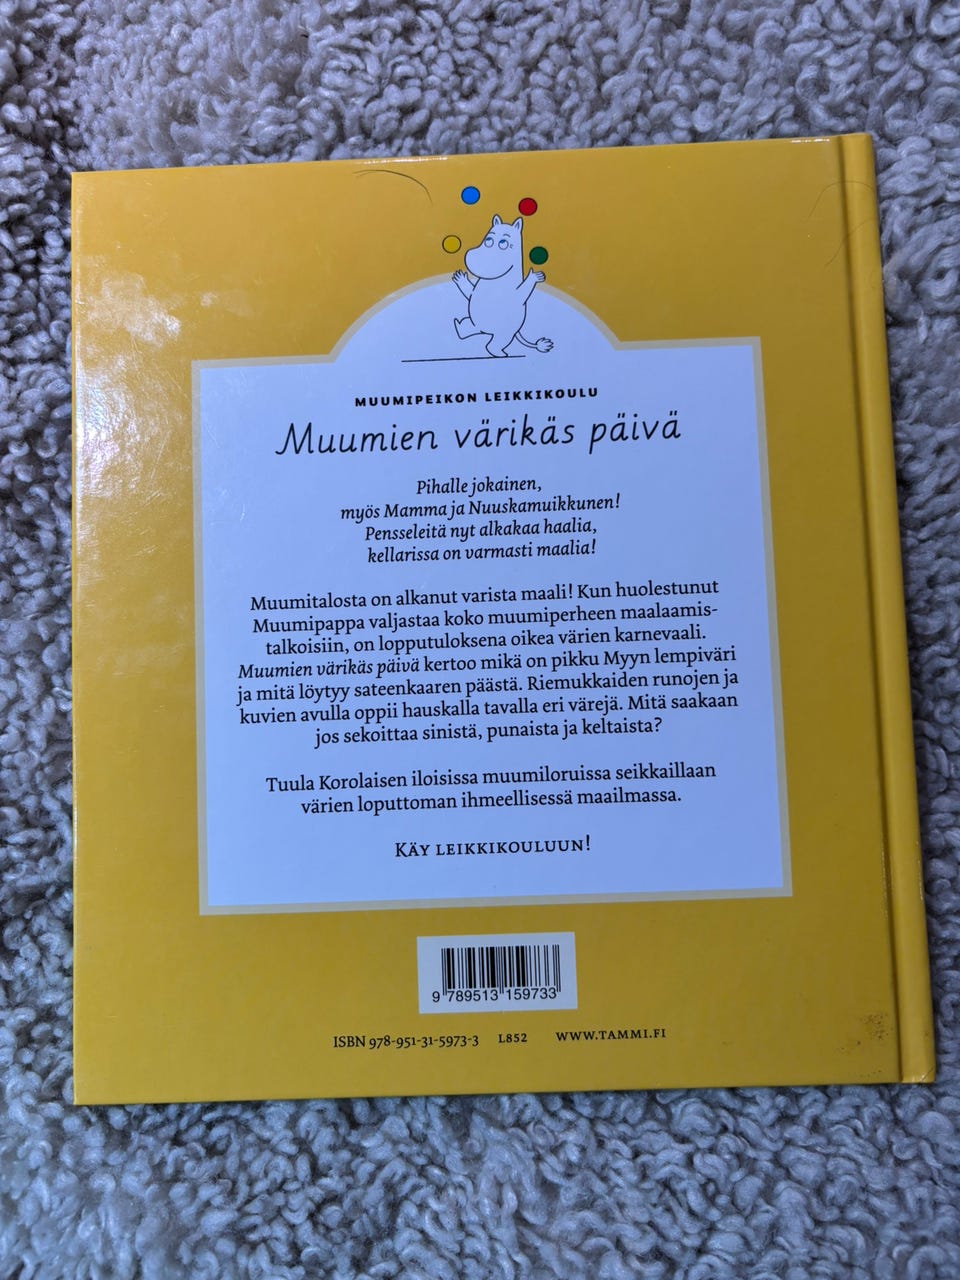 MUUMIPEIKON LEIKKIKOULU
Muumien värikäs päivä
Pihalle jokainen,
myös Mamma ja Nuuskamuikkunen!
Pensseleitä nyt alkakaa haalia,
kellarissa on varmasti maalia!
Muumitalosta on alkanut varista maali! Kun huolestunut
Muumipappa valjastaa koko muumiperheen maalaamis-
talkoisiin, on lopputuloksena oikea värien karnevaali.
Muumien värikäs päivä kertoo mikä on pikku Myyn lempiväri
ja mitä löytyy sateenkaaren päästä. Riemukkaiden runojen ja
kuvien avulla oppii hauskalla tavalla eri värejä. Mitä saakaan
jos sekoittaa sinistä, punaista ja keltaista?
Tuula Korolaisen iloisissa muumiloruissa seikkaillaan
värien loputtoman ihmeellisessä maailmassa.
KÄY LEIKKIKOULUUN!
9 789513 159733
ISBN 978-951-31-5973-3 L852 WWW.TAMMI.FI